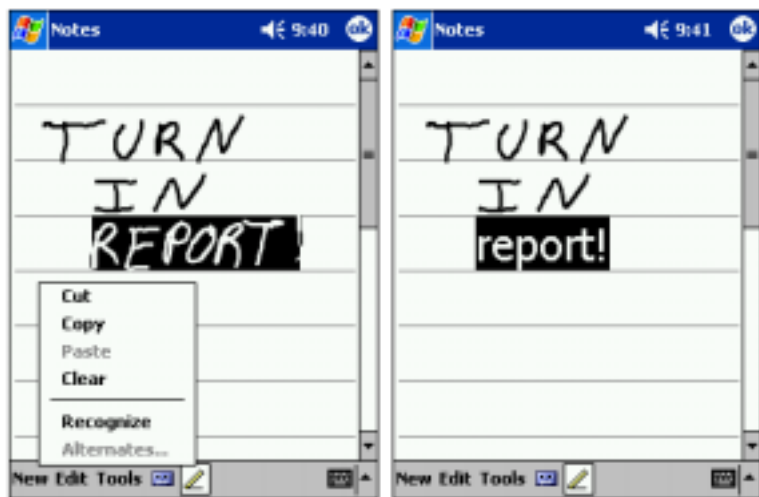 Notes 9:40 ok
TURN
IN
REPORT!
Cut
Copy
Paste
Clear
Recognize
Alternates...
New Edit Tools
Notes 9:41 ok
TURN
IN
report!
New Edit Tools